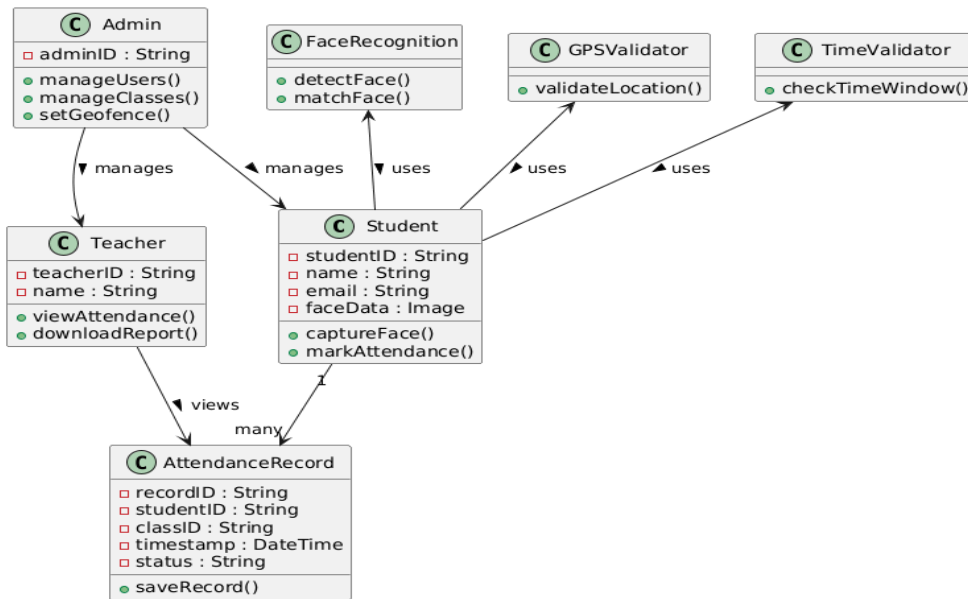 C Admin
adminID : String
manageUsers()
manageClasses()
setGeofence()
C FaceRecognition
detectFace()
matchFace()
C GPSValidator
validateLocation()
C TimeValidator
checkTimeWindow()
manages
manages
uses
uses
uses
C Teacher
teacherID : String
name : String
viewAttendance()
downloadReport()
C Student
studentID : String
name : String
email : String
faceData : Image
captureFace()
markAttendance()
views
1
many
C AttendanceRecord
recordID : String
studentID : String
classID : String
timestamp : DateTime
status : String
saveRecord()